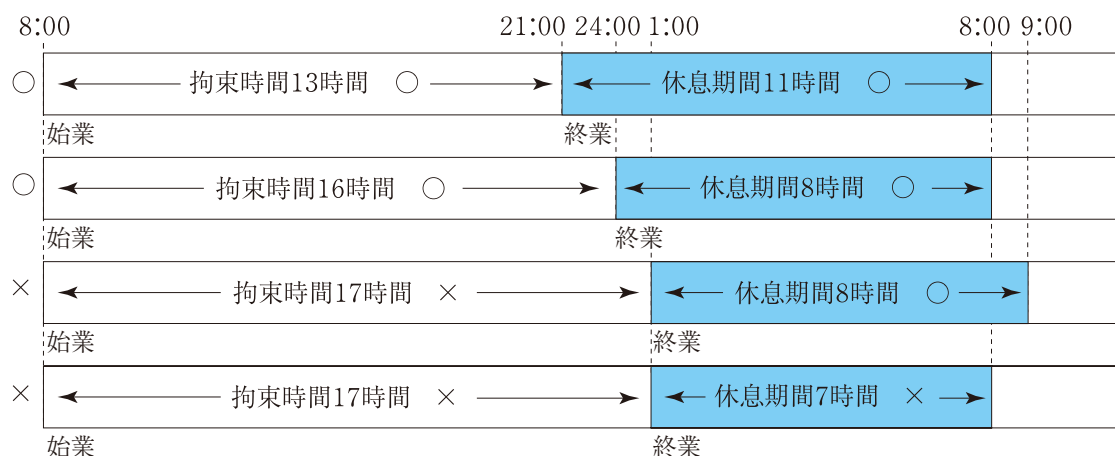 8:00 21:00 24:00 1:00 8:00 9:00
○ 拘束時間13時間 ○ 休息期間11時間 ○
始業 終業
○ 拘束時間16時間 ○ 休息期間8時間 ○
始業 終業
× 拘束時間17時間 × 休息期間8時間 ○
始業 終業
× 拘束時間17時間 × 休息期間7時間 ×
始業 終業